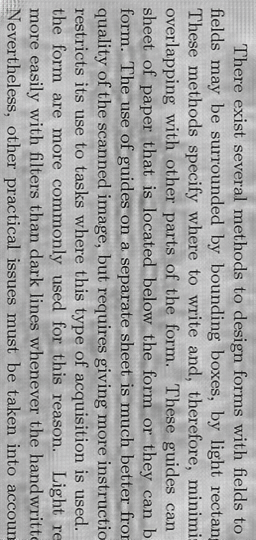 There exist several methods to design forms with fields to
fields may be surrounded by bounding boxes, by light rectang
These methods specify where to write and, therefore, minimi
overlapping with other parts of the form. These guides can
sheet of paper that is located below the form or they can b
form. The use of guides on a separate sheet is much better from
quality of the scanned image, but requires giving more instructio
restricts its use to tasks where this type of acquisition is used.
the form are more commonly used for this reason. Light re
more easily with filters than dark lines whenever the handwritt
Nevertheless, other practical issues must be taken into accoun